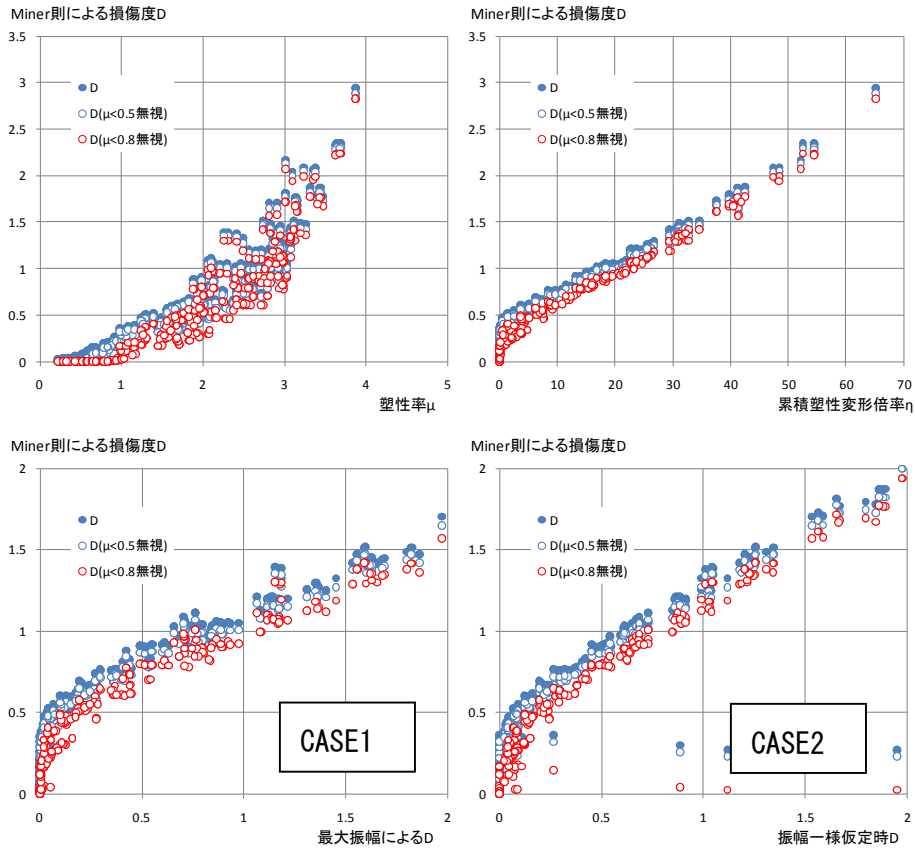 Miner則による損傷度D
3.5
3
2.5
2
1.5
1
0.5
0
D
D(μ<0.5無視)
D(μ<0.8無視)
0 1 2 3 4 5
塑性率μ
Miner則による損傷度D
3.5
3
2.5
2
1.5
1
0.5
0
D
D(μ<0.5無視)
D(μ<0.8無視)
0 10 20 30 40 50 60 70
累積塑性変形倍率η
Miner則による損傷度D
2
1.5
1
0.5
0
D
D(μ<0.5無視)
D(μ<0.8無視)
CASE1
0 0.5 1 1.5 2
最大振幅によるD
Miner則による損傷度D
2
1.5
1
0.5
0
D
D(μ<0.5無視)
D(μ<0.8無視)
CASE2
0 0.5 1 1.5 2
振幅一様仮定時D